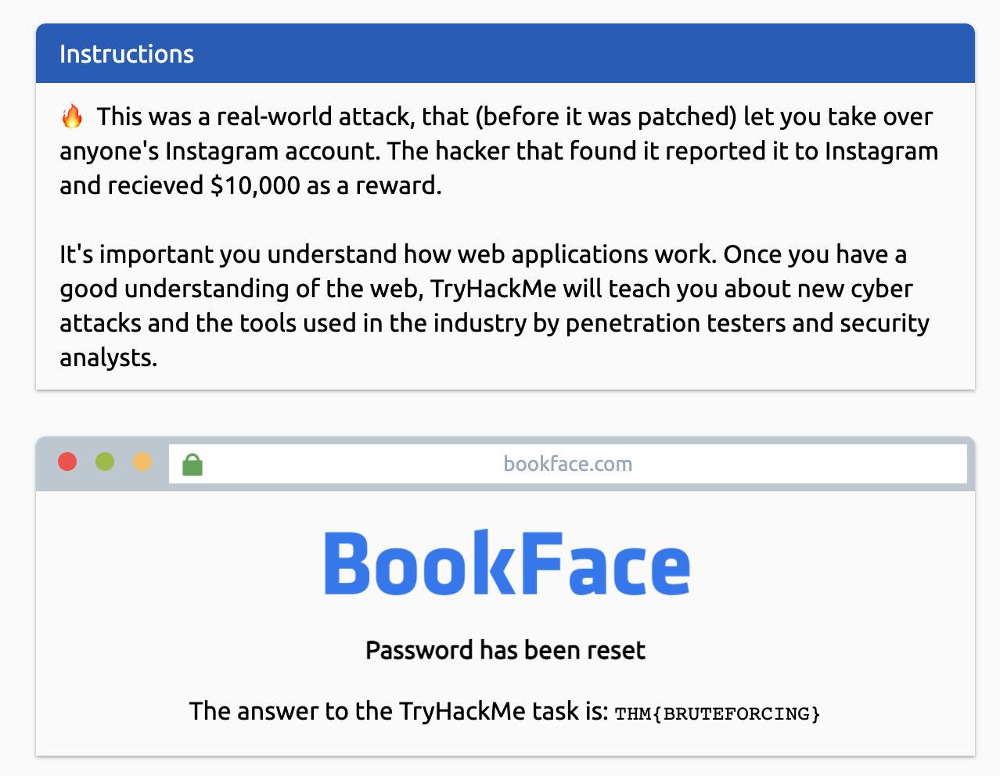 Instructions
🔥 This was a real-world attack, that (before it was patched) let you take over
anyone's Instagram account. The hacker that found it reported it to Instagram
and recieved $10,000 as a reward.
It's important you understand how web applications work. Once you have a
good understanding of the web, TryHackMe will teach you about new cyber
attacks and the tools used in the industry by penetration testers and security
analysts.
bookface.com
BookFace
Password has been reset
The answer to the TryHackMe task is: THM{BRUTEFORCING}